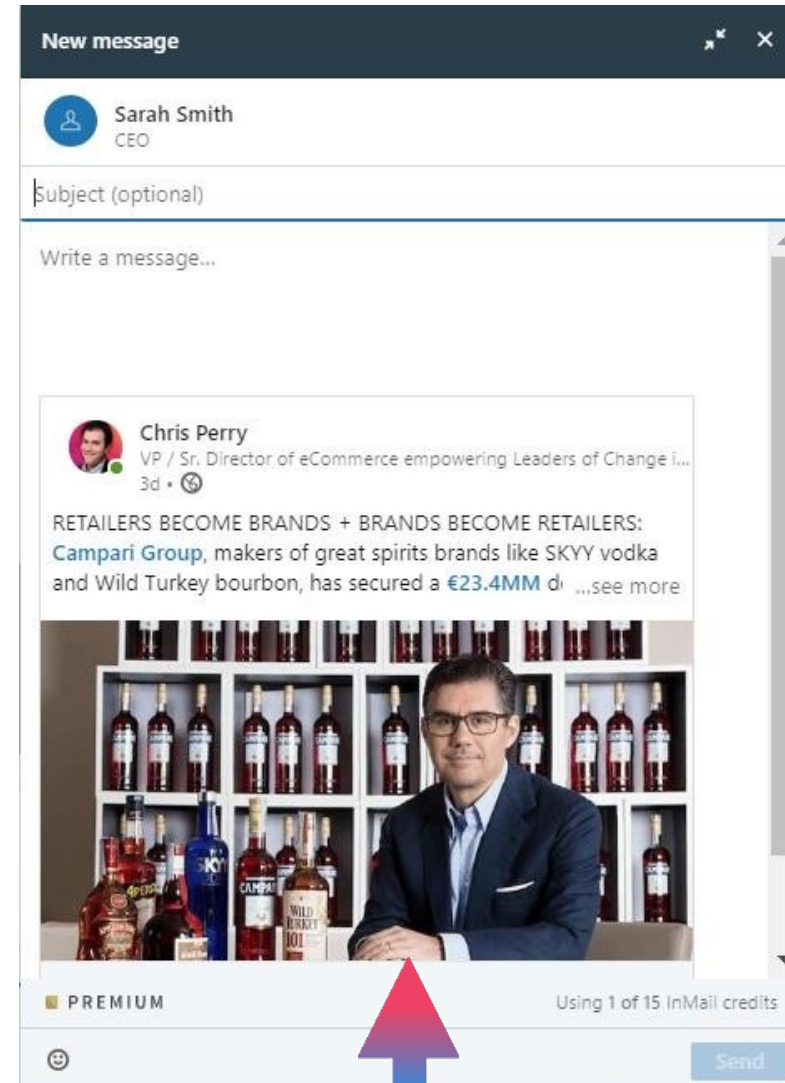 New message
Sarah Smith
CEO
Subject (optional)
Write a message...
Chris Perry
VP / Sr. Director of eCommerce empowering Leaders of Change i...
3d •
RETAILERS BECOME BRANDS + BRANDS BECOME RETAILERS:
Campari Group, makers of great spirits brands like SKYY vodka
and Wild Turkey bourbon, has secured a €23.4MM d ...see more
SKYY
CAMPARI
WILD
TURKEY
101
PREMIUM
Using 1 of 15 InMail credits
Send